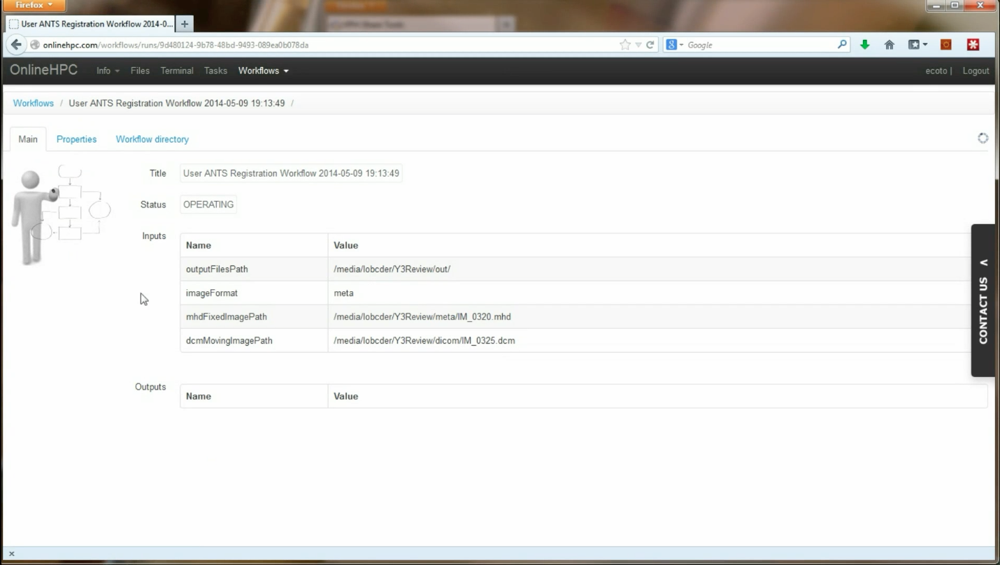 Firefox
User ANTS Registration Workflow 2014-0...
onlinehpc.com/workflows/runs/9d480124-9b78-48bd-9493-089ea0b078da
Google
OnlineHPC Info Files Terminal Tasks Workflows ecoto | Logout
Workflows / User ANTS Registration Workflow 2014-05-09 19:13:49 /
Main Properties Workflow directory
Title User ANTS Registration Workflow 2014-05-09 19:13:49
Status OPERATING
Inputs
Name Value
outputFilesPath /media/lobcder/Y3Review/out/
imageFormat meta
mhdFixedImagePath /media/lobcder/Y3Review/meta/IM_0320.mhd
dcmMovingImagePath /media/lobcder/Y3Review/dicom/IM_0325.dcm
Outputs
Name Value
CONTACT US